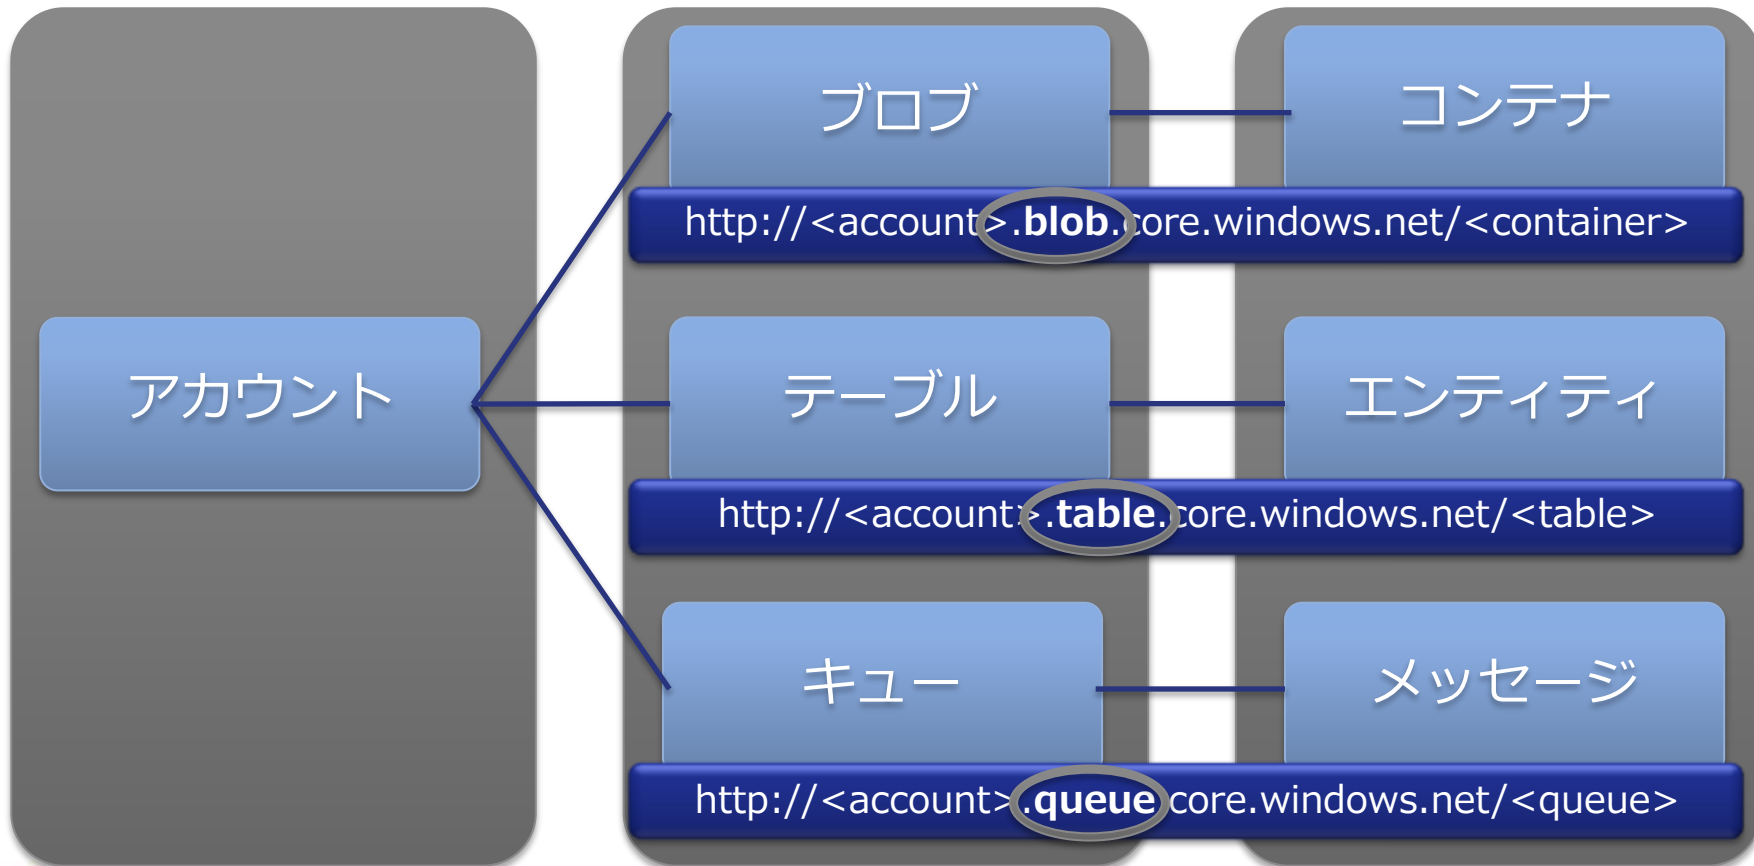 ブロブ
コンテナ
http://<account>.blob.core.windows.net/<container>
アカウント
テーブル
エンティティ
http://<account>.table.core.windows.net/<table>
キュー
メッセージ
http://<account>.queue.core.windows.net/<queue>